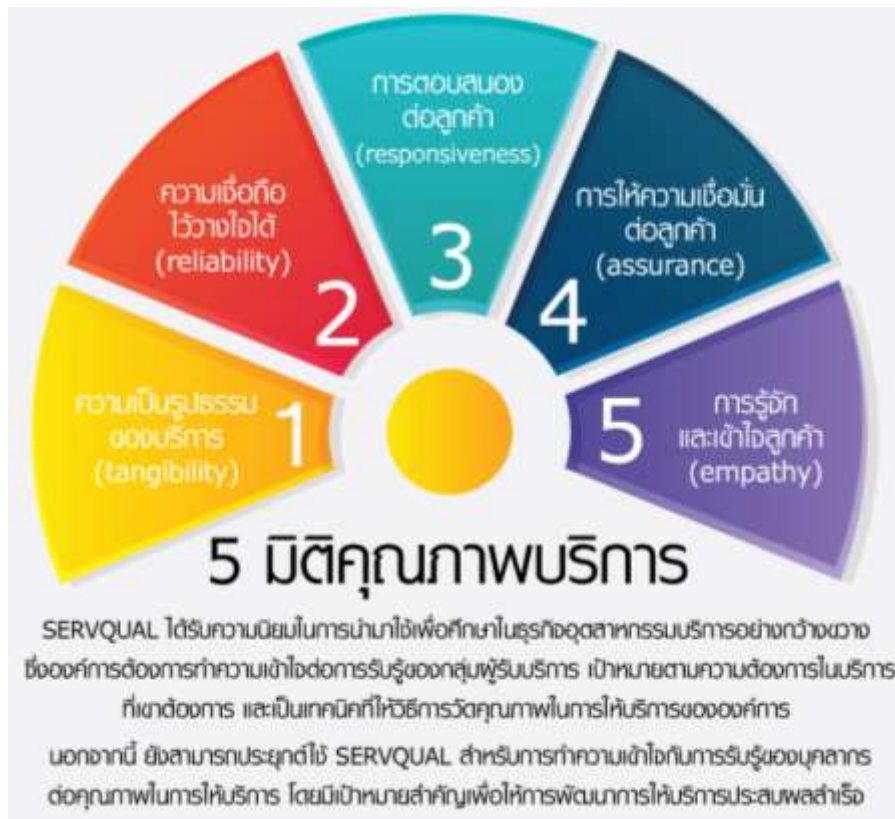 ความเป็นรูปธรรม
ของบริการ
(tangibility)
1
ความเชื่อถือ
ไว้วางใจได้
(reliability)
2
การตอบสนอง
ต่อลูกค้า
(responsiveness)
3
การให้ความเชื่อมั่น
ต่อลูกค้า
(assurance)
4
การรู้จัก
และเข้าใจลูกค้า
(empathy)
5
5 มิติคุณภาพบริการ
SERVQUAL ได้รับความนิยมในการนำมาใช้เพื่อศึกษาในธุรกิจอุตสาหกรรมบริการอย่างกว้างขวาง
ซึ่งองค์การต้องการทำความเข้าใจต่อการรับรู้ของกลุ่มผู้รับบริการ เป้าหมายตามความต้องการในบริการ
ที่เขาต้องการ และเป็นเทคนิคที่ให้วิธีการวัดคุณภาพในการให้บริการขององค์การ
นอกจากนี้ ยังสามารถประยุกต์ใช้ SERVQUAL สำหรับการทำความเข้าใจกับการรับรู้ของบุคลากร
ต่อคุณภาพในการให้บริการ โดยมีเป้าหมายสำคัญเพื่อให้การพัฒนาการให้บริการประสบผลสำเร็จ